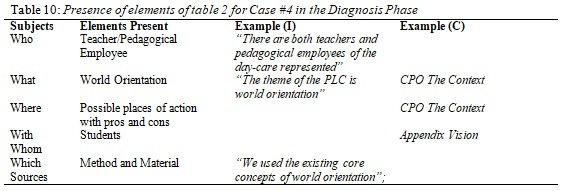 Table 10: Presence of elements of table 2 for Case #4 in the Diagnosis Phase
Subjects Elements Present Example (I) Example (C)
Who Teacher/Pedagogical “There are both teachers and
Employee pedagogical employees of the
day-care represented”
What World Orientation “The theme of the PLC is CPO The Context
world orientation”
Where Possible places of action CPO The Context
with pros and cons
With Students Appendix Vision
Whom
Which Method and Material “We used the existing core
Sources concepts of world orientation”;